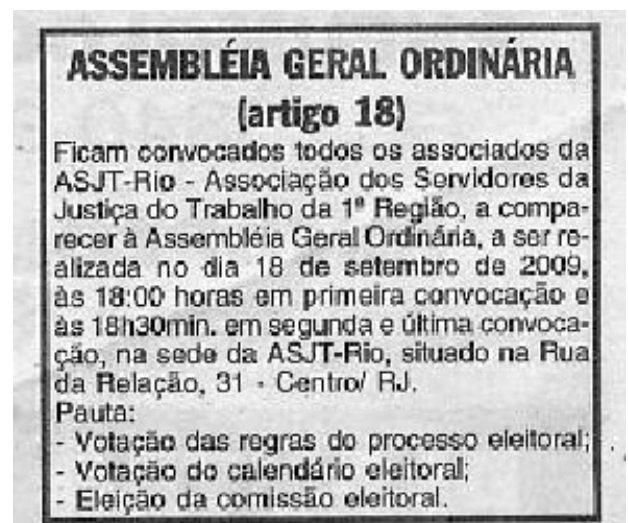 ASSEMBLÉIA GERAL ORDINÁRIA
(artigo 18)
Ficam convocados todos os associados da
ASJT-Rio - Associação dos Servidores da
Justiça do Trabalho da 1ª Região, a compa-
recer à Assembléia Geral Ordinária, a ser re-
alizada no dia 18 de setembro de 2009,
às 18:00 horas em primeira convocação e
às 18h30min. em segunda e última convoca-
ção, na sede da ASJT-Rio, situado na Rua
da Relação, 31 - Centro/ RJ.
Pauta:
- Votação das regras do processo eleitoral;
- Votação do calendário eleitoral;
- Eleição da comissão eleitoral.